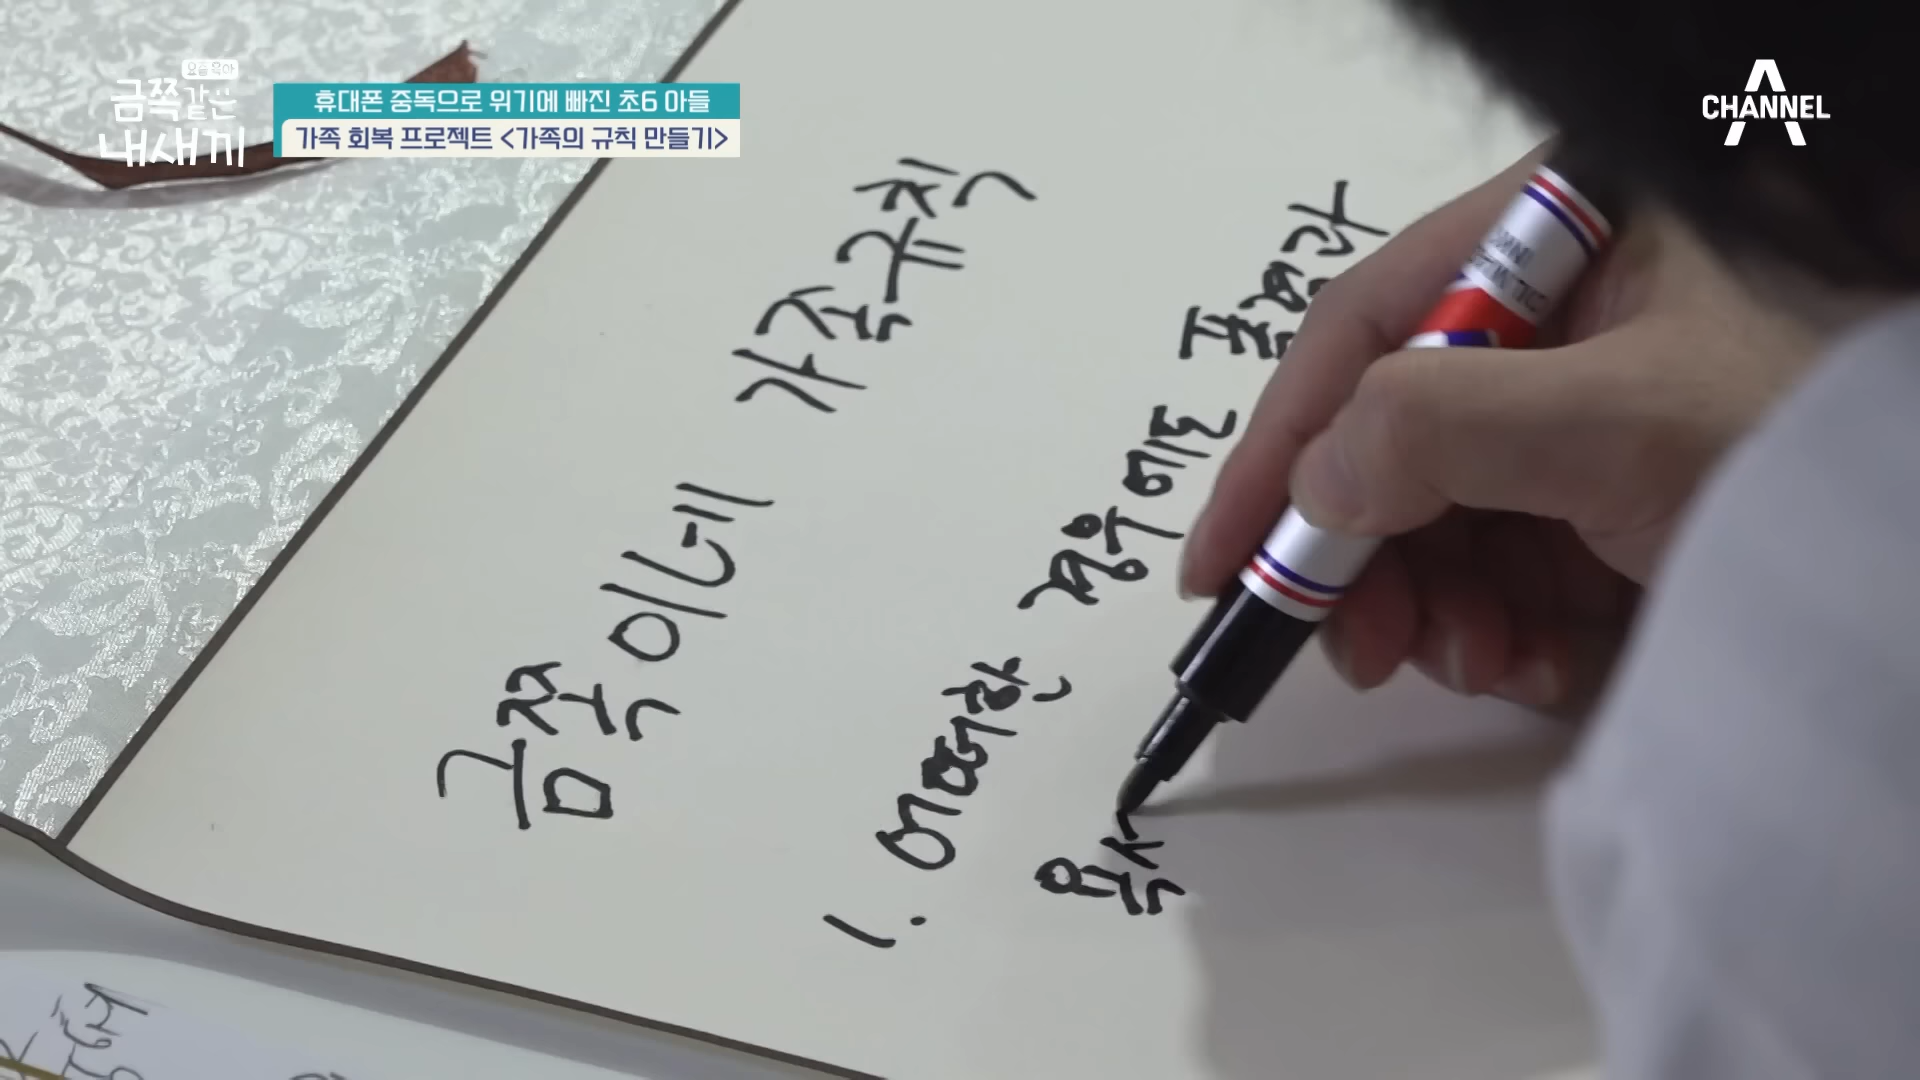 요즘 육아
금쪽같은
내새끼
휴대폰 중독으로 위기에 빠진 초6 아들
가족 회복 프로젝트 <가족의 규칙 만들기>
CHANNEL A
금쪽이네 가족규칙
1. 어떠한 경우에도 폭력과
욕